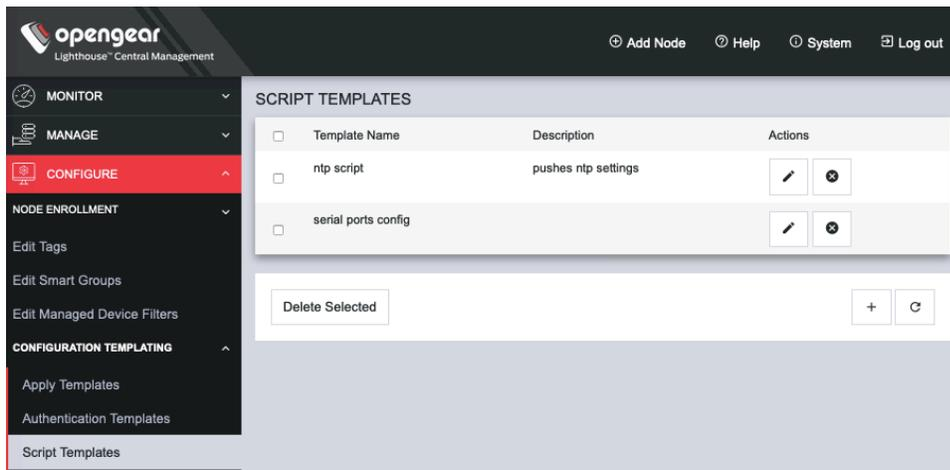 opengear
Lighthouse™ Central Management
Add Node Help System Log out
MONITOR
MANAGE
CONFIGURE
NODE ENROLLMENT
Edit Tags
Edit Smart Groups
Edit Managed Device Filters
CONFIGURATION TEMPLATING
Apply Templates
Authentication Templates
Script Templates
SCRIPT TEMPLATES
Template Name Description Actions
ntp script pushes ntp settings
serial ports config
Delete Selected